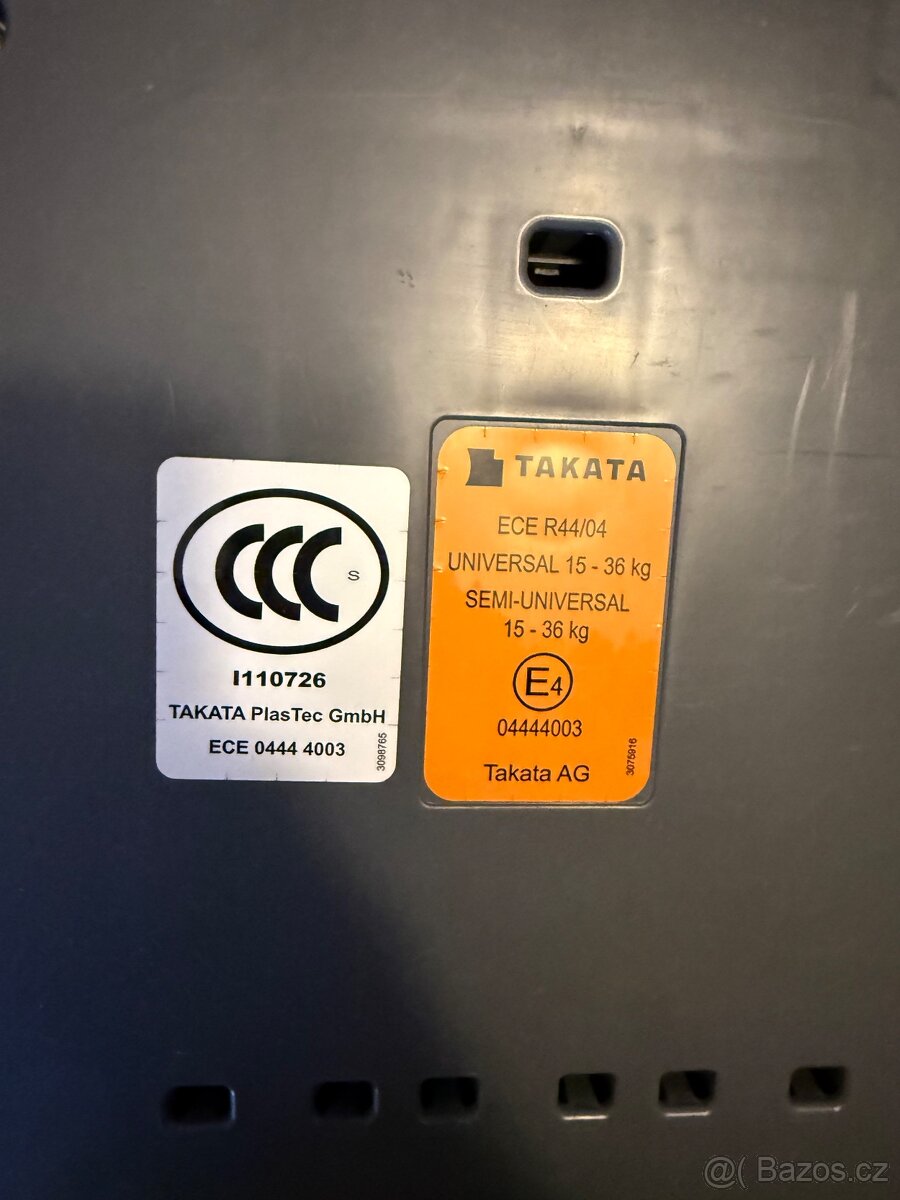 CCC
S
I110726
TAKATA PlasTec GmbH
ECE 0444 4003
3098765
TAKATA
ECE R44/04
UNIVERSAL 15 - 36 kg
SEMI-UNIVERSAL
15 - 36 kg
E4
04444003
Takata AG
3075916
@( Bazos.cz